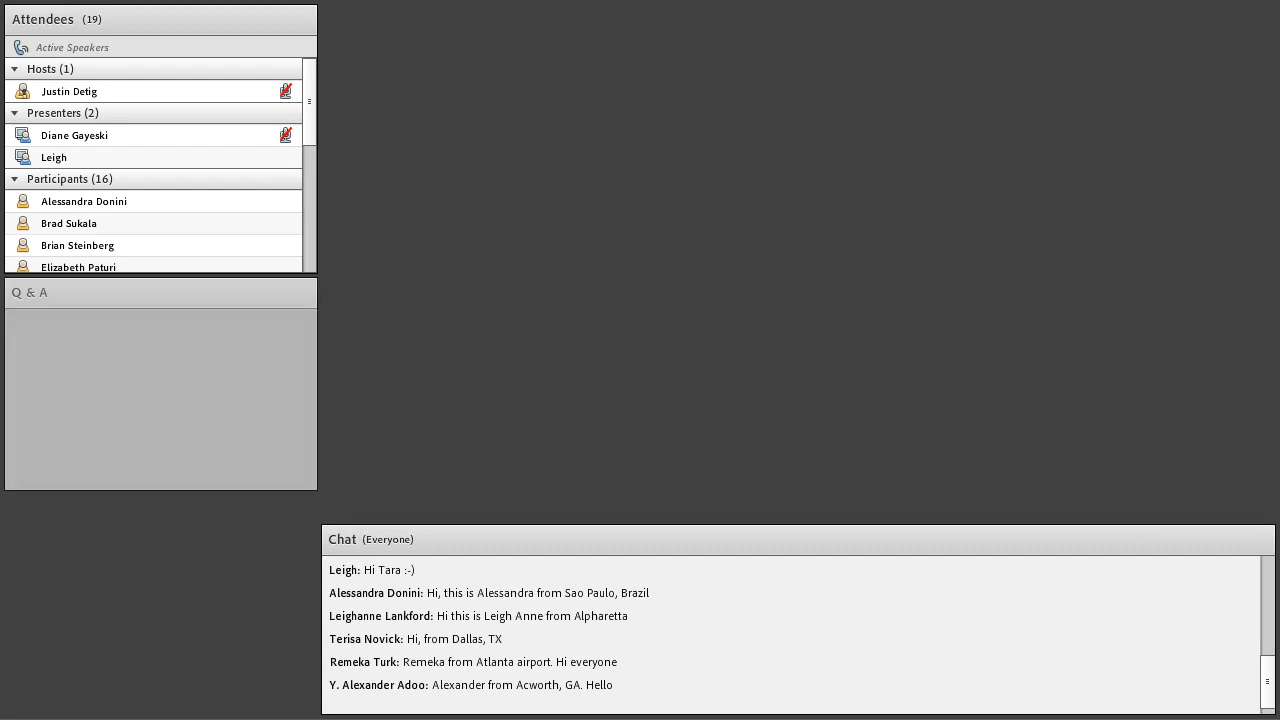 Attendees (19)
Active Speakers
Hosts (1)
Justin Detig
Presenters (2)
Diane Gayeski
Leigh
Participants (16)
Alessandra Donini
Brad Sukala
Brian Steinberg
Elizabeth Paturi
Q & A
Chat (Everyone)
Leigh: Hi Tara :-)
Alessandra Donini: Hi, this is Alessandra from Sao Paulo, Brazil
Leighanne Lankford: Hi this is Leigh Anne from Alpharetta
Terisa Novick: Hi, from Dallas, TX
Remeka Turk: Remeka from Atlanta airport. Hi everyone
Y. Alexander Adoo: Alexander from Acworth, GA. Hello